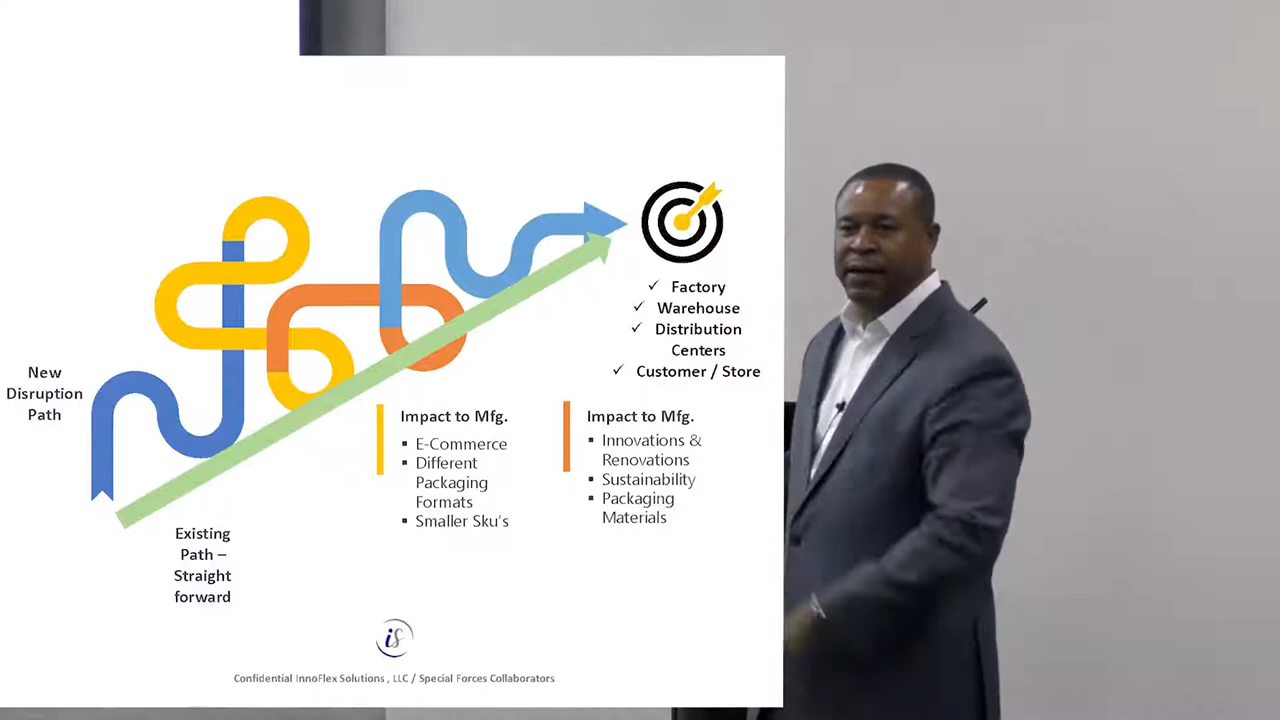 New
Disruption
Path
Existing
Path –
Straight
forward
✓ Factory
✓ Warehouse
✓ Distribution
Centers
✓ Customer / Store
Impact to Mfg.
▪ E-Commerce
▪ Different
Packaging
Formats
▪ Smaller Sku's
Impact to Mfg.
▪ Innovations &
Renovations
▪ Sustainability
▪ Packaging
Materials
iS
Confidential InnoFlex Solutions , LLC / Special Forces Collaborators